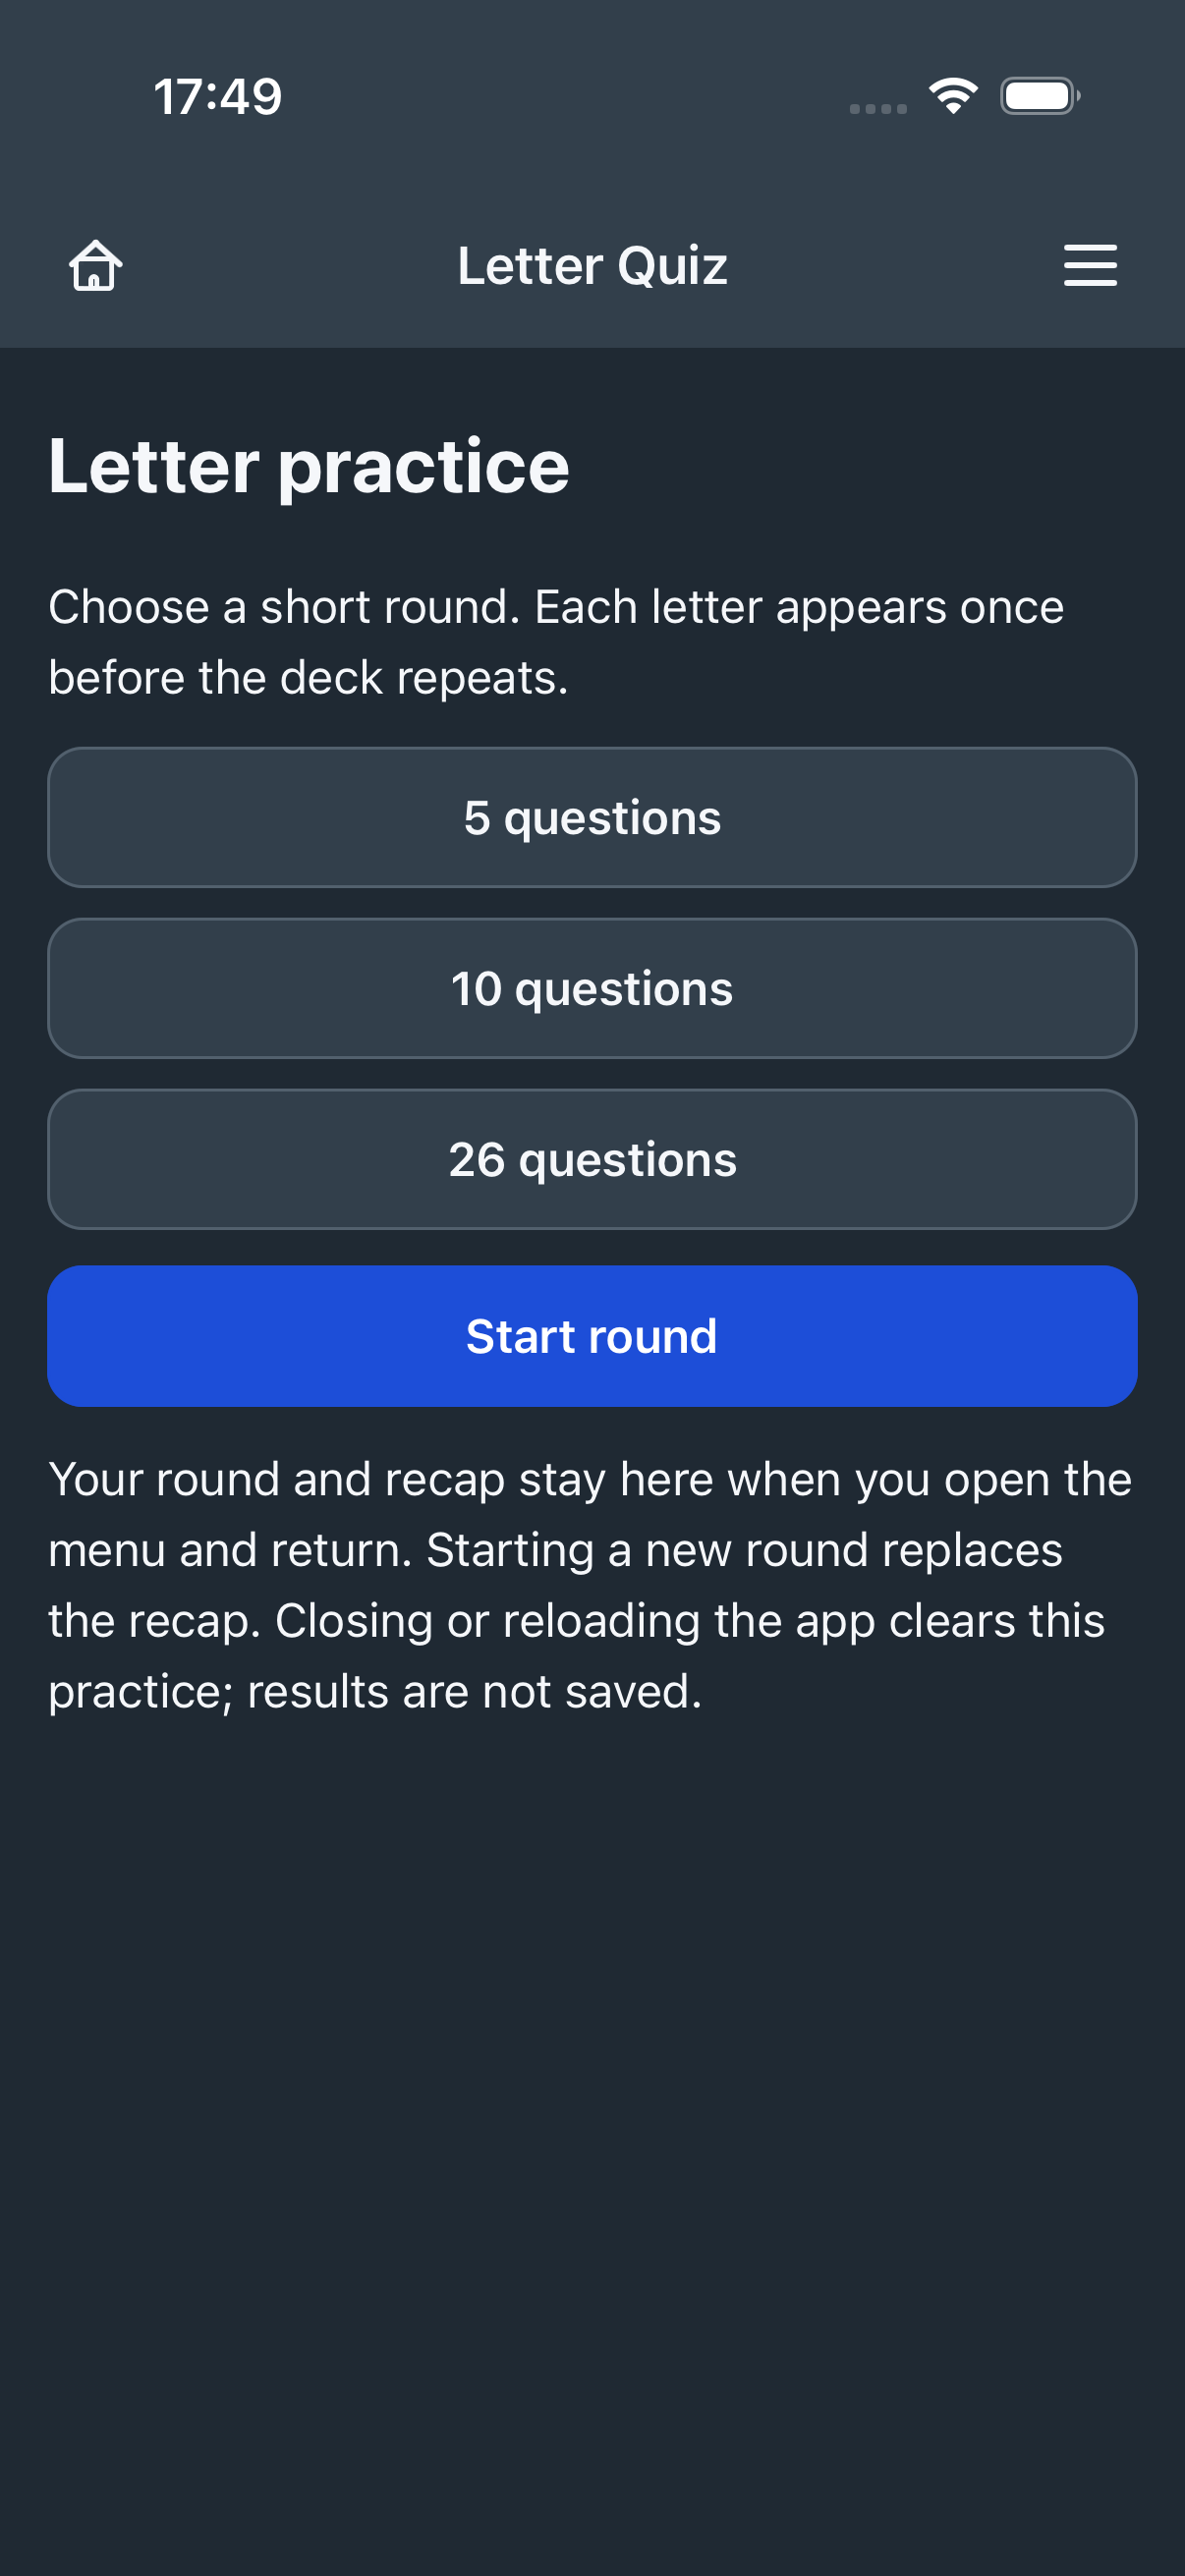 17:49
Letter Quiz
Letter practice
Choose a short round. Each letter appears once
before the deck repeats.
5 questions
10 questions
26 questions
Start round
Your round and recap stay here when you open the
menu and return. Starting a new round replaces
the recap. Closing or reloading the app clears this
practice; results are not saved.